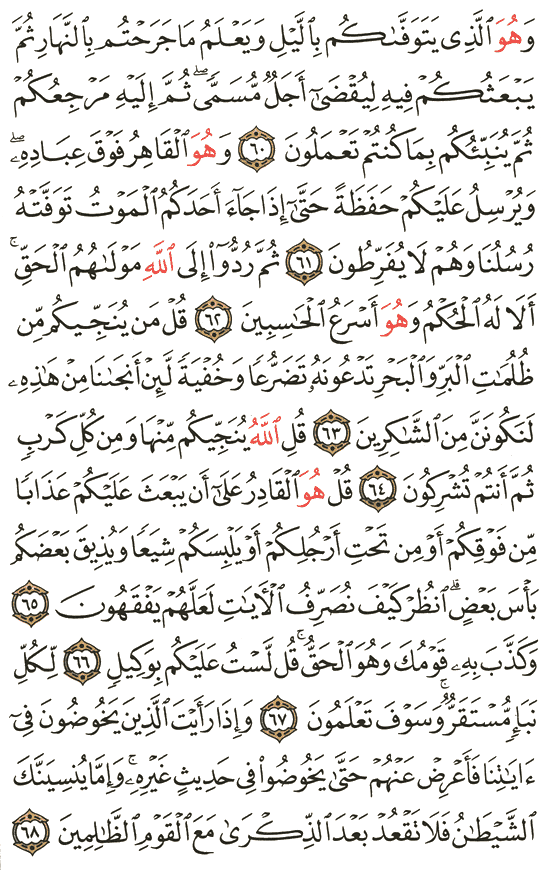 وَهُوَ ٱلَّذِي يَتَوَفَّىٰكُم بِٱلَّيْلِ وَيَعْلَمُ مَا جَرَحْتُم بِٱلنَّهَارِ ثُمَّ
يَبْعَثُكُمْ فِيهِ لِيُقْضَىٰٓ أَجَلٌ مُّسَمًّى ۖ ثُمَّ إِلَيْهِ مَرْجِعُكُمْ
ثُمَّ يُنَبِّئُكُم بِمَا كُنتُمْ تَعْمَلُونَ ٦٠ وَهُوَ ٱلْقَاهِرُ فَوْقَ عِبَادِهِۦ ۖ
وَيُرْسِلُ عَلَيْكُمْ حَفَظَةً حَتَّىٰٓ إِذَا جَآءَ أَحَدَكُمُ ٱلْمَوْتُ تَوَفَّتْهُ
رُسُلُنَا وَهُمْ لَا يُفَرِّطُونَ ٦١ ثُمَّ رُدُّوٓا۟ إِلَى ٱللَّهِ مَوْلَىٰهُمُ ٱلْحَقِّ ۚ
أَلَا لَهُ ٱلْحُكْمُ وَهُوَ أَسْرَعُ ٱلْحَٰسِبِينَ ٦٢ قُلْ مَن يُنَجِّيكُم مِّن
ظُلُمَٰتِ ٱلْبَرِّ وَٱلْبَحْرِ تَدْعُونَهُۥ تَضَرُّعًا وَخُفْيَةً لَّئِنْ أَنجَىٰنَا مِنْ هَٰذِهِۦ
لَنَكُونَنَّ مِنَ ٱلشَّٰكِرِينَ ٦٣ قُلِ ٱللَّهُ يُنَجِّيكُم مِّنْهَا وَمِن كُلِّ كَرْبٍ
ثُمَّ أَنتُمْ تُشْرِكُونَ ٦٤ قُلْ هُوَ ٱلْقَادِرُ عَلَىٰٓ أَن يَبْعَثَ عَلَيْكُمْ عَذَابًا
مِّن فَوْقِكُمْ أَوْ مِن تَحْتِ أَرْجُلِكُمْ أَوْ يَلْبِسَكُمْ شِيَعًا وَيُذِيقَ بَعْضَكُم
بَأْسَ بَعْضٍ ۗ ٱنظُرْ كَيْفَ نُصَرِّفُ ٱلْءَايَٰتِ لَعَلَّهُمْ يَفْقَهُونَ ٦٥
وَكَذَّبَ بِهِۦ قَوْمُكَ وَهُوَ ٱلْحَقُّ ۚ قُل لَّسْتُ عَلَيْكُم بِوَكِيلٍ ٦٦ لِّكُلِّ
نَبَإٍ مُّسْتَقَرٌّ ۚ وَسَوْفَ تَعْلَمُونَ ٦٧ وَإِذَا رَأَيْتَ ٱلَّذِينَ يَخُوضُونَ فِىٓ
ءَايَٰتِنَا فَأَعْرِضْ عَنْهُمْ حَتَّىٰ يَخُوضُوا۟ فِى حَدِيثٍ غَيْرِهِۦ ۚ وَإِمَّا يُنسِيَنَّكَ
ٱلشَّيْطَٰنُ فَلَا تَقْعُدْ بَعْدَ ٱلذِّكْرَىٰ مَعَ ٱلْقَوْمِ ٱلظَّٰلِمِينَ ٦٨